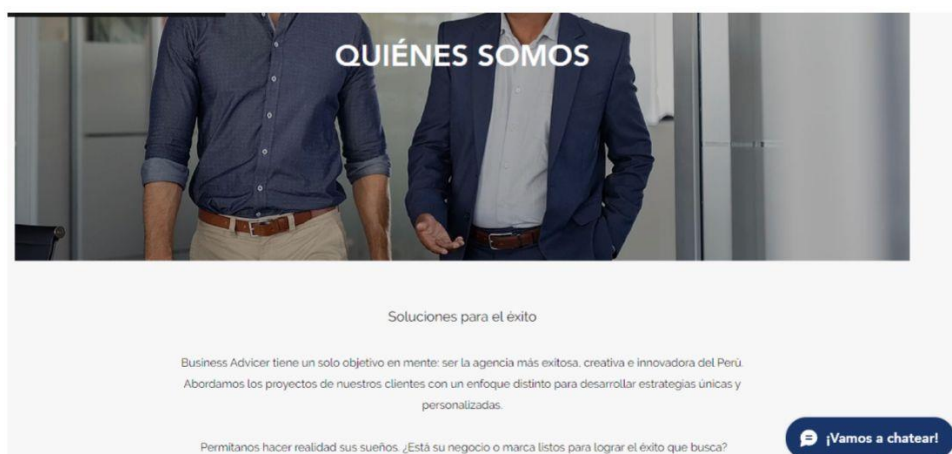 QUIÉNES SOMOS
Soluciones para el éxito
Business Advicer tiene un solo objetivo en mente: ser la agencia más exitosa, creativa e innovadora del Perú.
Abordamos los proyectos de nuestros clientes con un enfoque distinto para desarrollar estrategias únicas y
personalizadas.
Permítanos hacer realidad sus sueños. ¿Está su negocio o marca listos para lograr el éxito que busca?
¡Vamos a chatear!